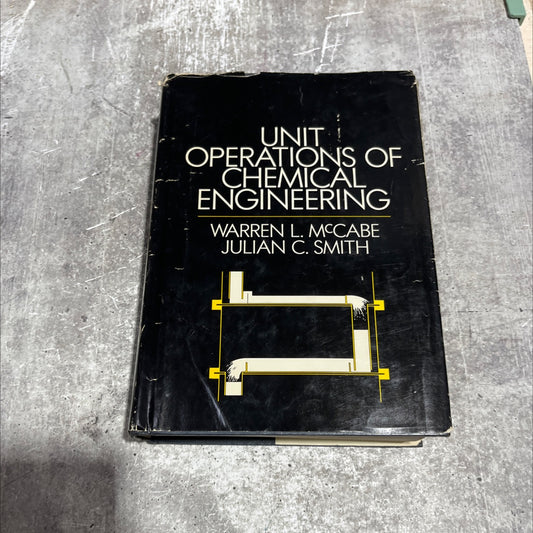 UNIT
OPERATIONS OF
CHEMICAL
ENGINEERING
WARREN L. McCABE
JULIAN C. SMITH